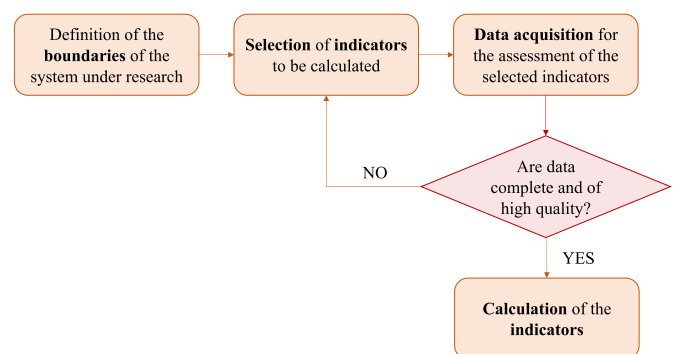 Definition of the
boundaries of the
system under research
Selection of indicators
to be calculated
Data acquisition for
the assessment of the
selected indicators
Are data
complete and of
high quality?
NO
YES
Calculation of the
indicators